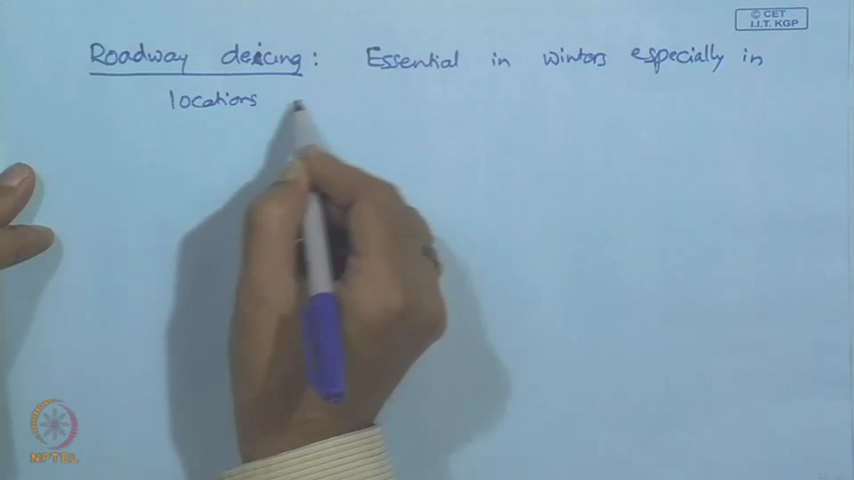 © CET
I.I.T. KGP
Roadway deicing : Essential in winters especially in
locations
NPTEL